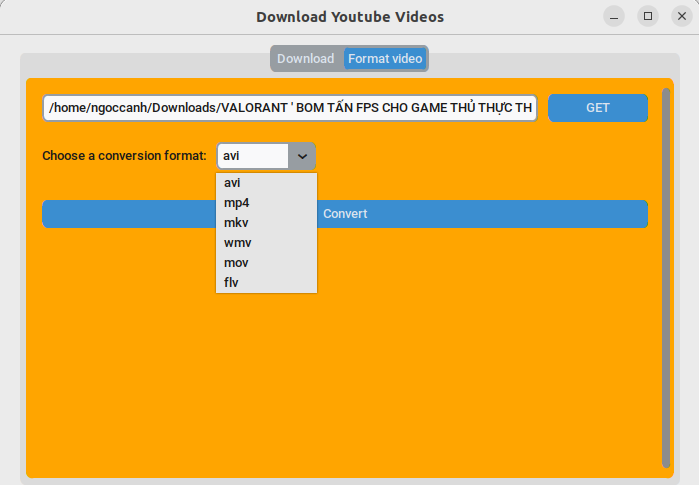 Download Youtube Videos
Download Format video
/home/ngoccanh/Downloads/VALORANT ' BOM TẤN FPS CHO GAME THỦ THỰC TH GET
Choose a conversion format: avi
avi
mp4
mkv
Convert
wmv
mov
flv